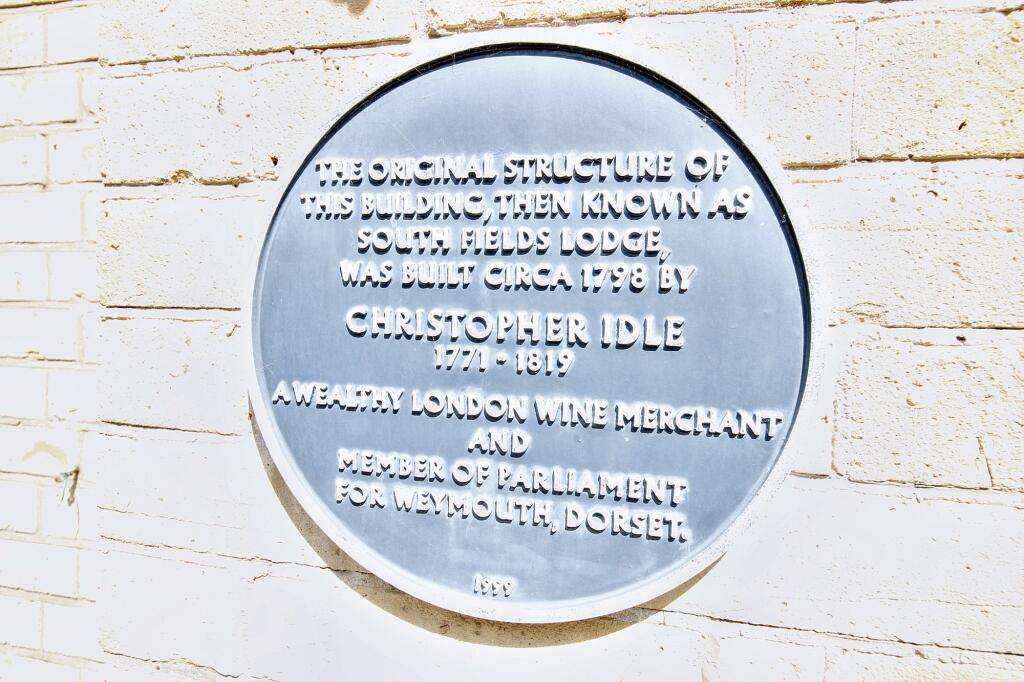 THE ORIGINAL STRUCTURE OF
THIS BUILDING, THEN KNOWN AS
SOUTH FIELDS LODGE,
WAS BUILT CIRCA 1798 BY
CHRISTOPHER IDLE
1771 • 1819
A WEALTHY LONDON WINE MERCHANT
AND
MEMBER OF PARLIAMENT
FOR WEYMOUTH, DORSET.
1999